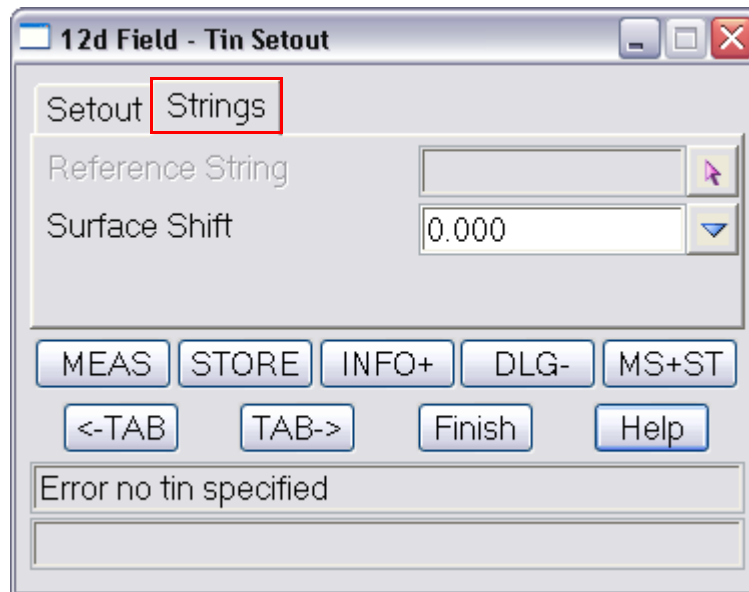 12d Field - Tin Setout
Setout Strings
Reference String
Surface Shift 0.000
MEAS STORE INFO+ DLG- MS+ST
<-TAB TAB-> Finish Help
Error no tin specified